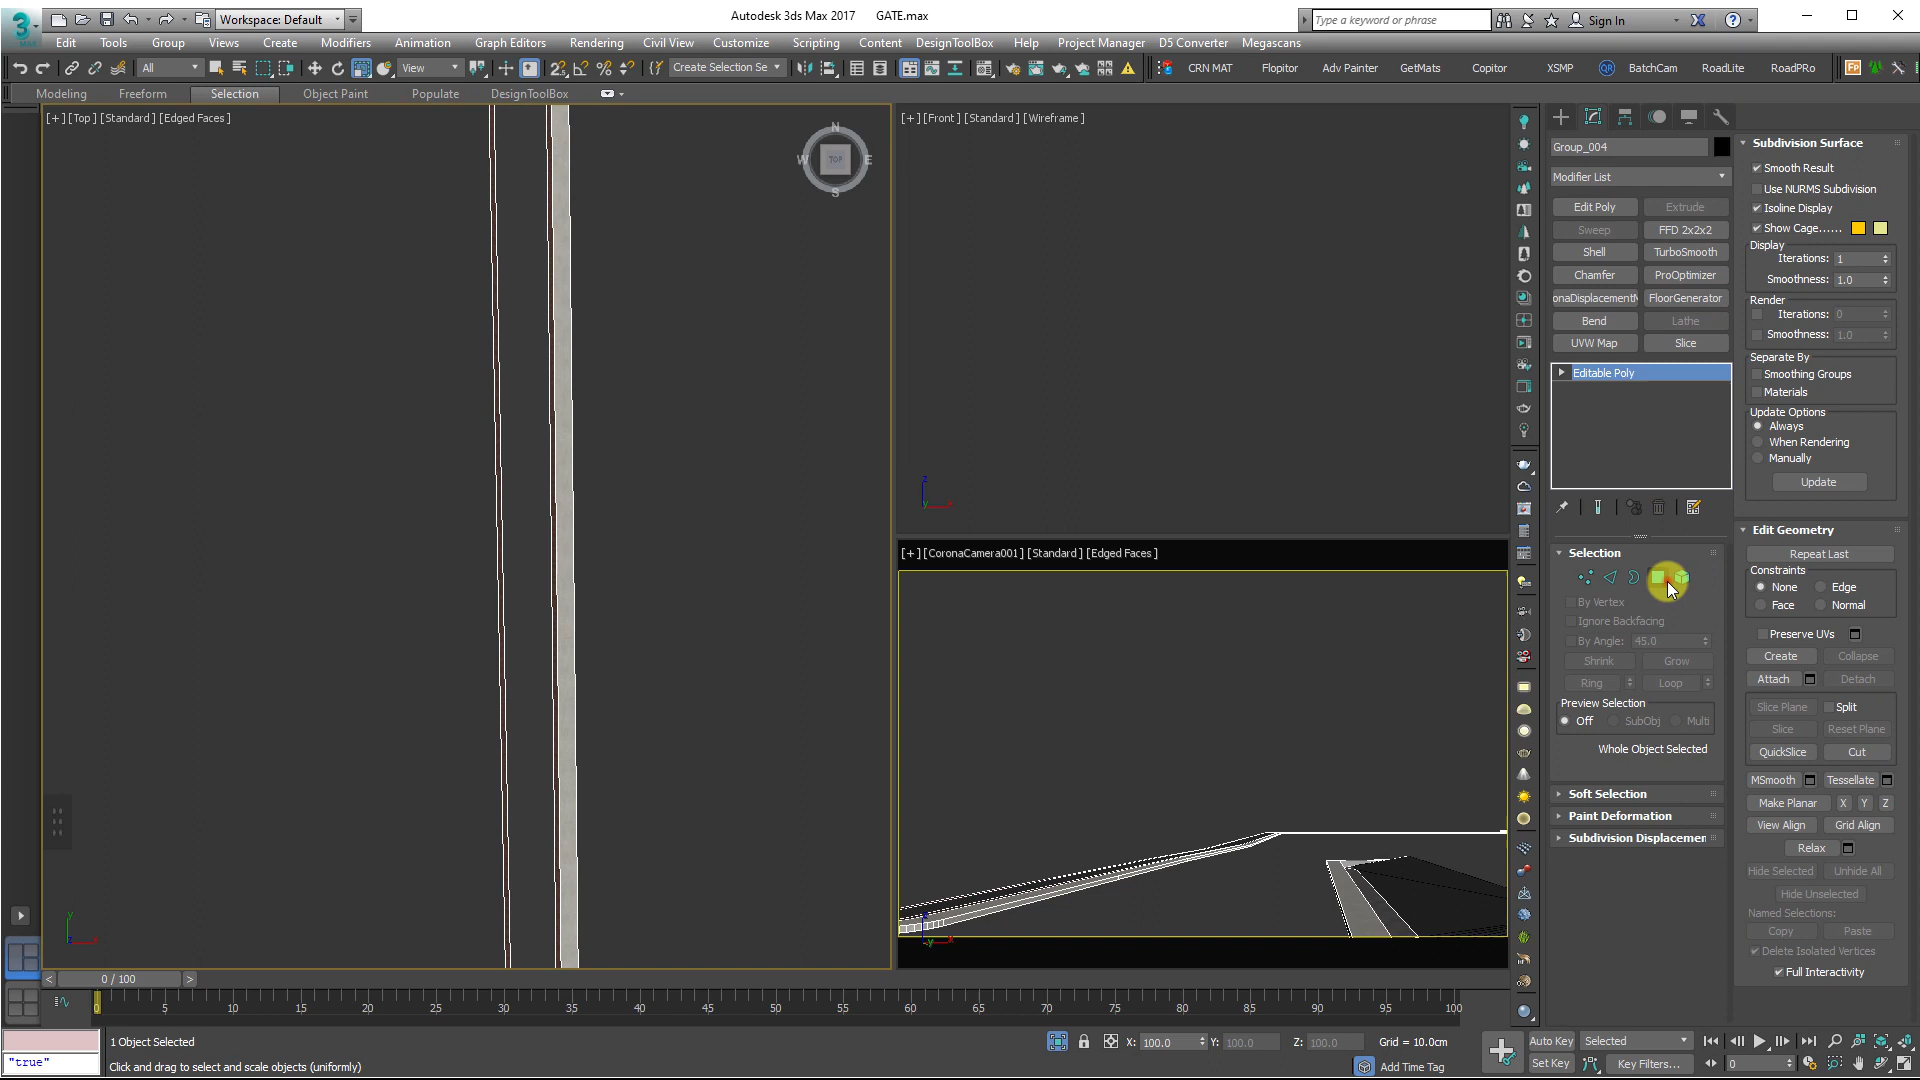 Workspace: Default
Autodesk 3ds Max 2017 GATE.max
Type a keyword or phrase
Sign In
Edit Tools Group Views Create Modifiers Animation Graph Editors Rendering Civil View Customize Scripting Content DesignToolBox Help Project Manager D5 Converter Megascans
All View Create Selection Se CRN MAT Flopitor Adv Painter GetMats Copitor XSMP BatchCam RoadLite RoadPRo
Modeling Freeform Selection Object Paint Populate DesignToolBox
[+] [Top] [Standard] [Edged Faces]
N
W TOP E
S
[+] [Front] [Standard] [Wireframe]
[+] [CoronaCamera001] [Standard] [Edged Faces]
Group_004
Modifier List
Edit Poly Extrude
Sweep FFD 2x2x2
Shell TurboSmooth
Chamfer ProOptimizer
onaDisplacementM FloorGenerator
Bend Lathe
UVW Map Slice
Editable Poly
Selection
By Vertex
Ignore Backfacing
By Angle: 45.0
Shrink Grow
Ring Loop
Preview Selection
Off SubObj Multi
Whole Object Selected
Soft Selection
Paint Deformation
Subdivision Displacemen
Subdivision Surface
Smooth Result
Use NURMS Subdivision
Isoline Display
Show Cage......
Display
Iterations: 1
Smoothness: 1.0
Render
Iterations: 0
Smoothness: 1.0
Separate By
Smoothing Groups
Materials
Update Options
Always
When Rendering
Manually
Update
Edit Geometry
Repeat Last
Constraints
None Edge
Face Normal
Preserve UVs
Create Collapse
Attach Detach
Slice Plane Split
Slice Reset Plane
QuickSlice Cut
MSmooth Tessellate
Make Planar X Y Z
View Align Grid Align
Relax
Hide Selected Unhide All
Hide Unselected
Named Selections:
Copy Paste
Delete Isolated Vertices
Full Interactivity
< 0 / 100 >
0 5 10 15 20 25 30 35 40 45 50 55 60 65 70 75 80 85 90 95 100
1 Object Selected
X: 100.0 Y: 100.0 Z: 100.0 Grid = 10.0cm
Auto Key Selected
"true"
Click and drag to select and scale objects (uniformly)
Add Time Tag
Set Key Key Filters... 0